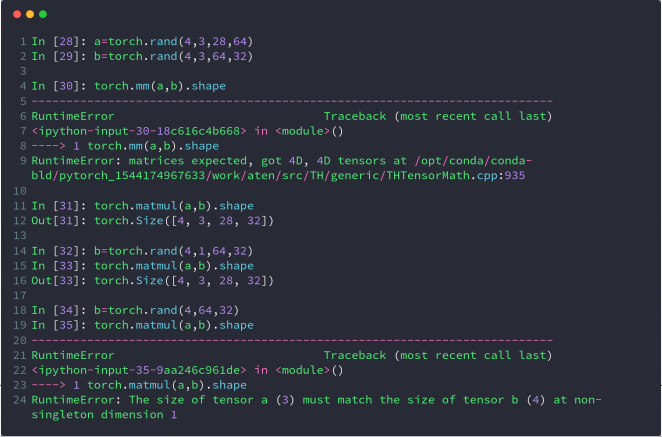 1 In [28]: a=torch.rand(4,3,28,64)
2 In [29]: b=torch.rand(4,3,64,32)
3
4 In [30]: torch.mm(a,b).shape
5 ---------------------------------------------------------------------------
6 RuntimeError                              Traceback (most recent call last)
7 <ipython-input-30-18c616c4b668> in <module>()
8 ----> 1 torch.mm(a,b).shape
9 RuntimeError: matrices expected, got 4D, 4D tensors at /opt/conda/conda-
bld/pytorch_1544174967633/work/aten/src/TH/generic/THTensorMath.cpp:935
10
11 In [31]: torch.matmul(a,b).shape
12 Out[31]: torch.Size([4, 3, 28, 32])
13
14 In [32]: b=torch.rand(4,1,64,32)
15 In [33]: torch.matmul(a,b).shape
16 Out[33]: torch.Size([4, 3, 28, 32])
17
18 In [34]: b=torch.rand(4,64,32)
19 In [35]: torch.matmul(a,b).shape
20 ---------------------------------------------------------------------------
21 RuntimeError                              Traceback (most recent call last)
22 <ipython-input-35-9aa246c961de> in <module>()
23 ----> 1 torch.matmul(a,b).shape
24 RuntimeError: The size of tensor a (3) must match the size of tensor b (4) at non-
singleton dimension 1